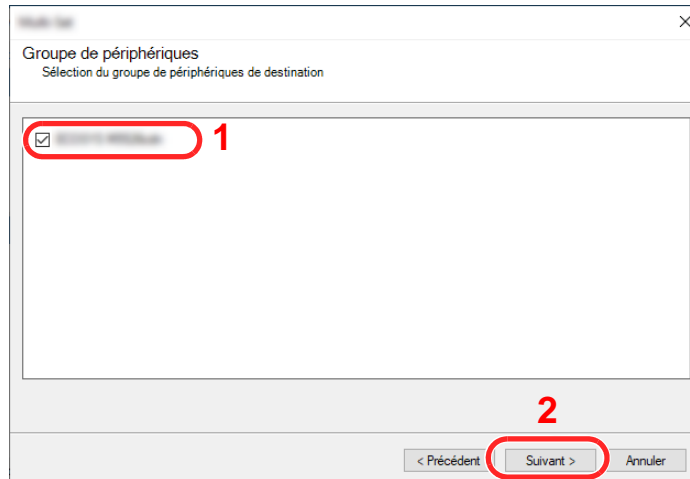 Groupe de périphériques
Sélection du groupe de périphériques de destination
1
2
< Précédent
Suivant >
Annuler